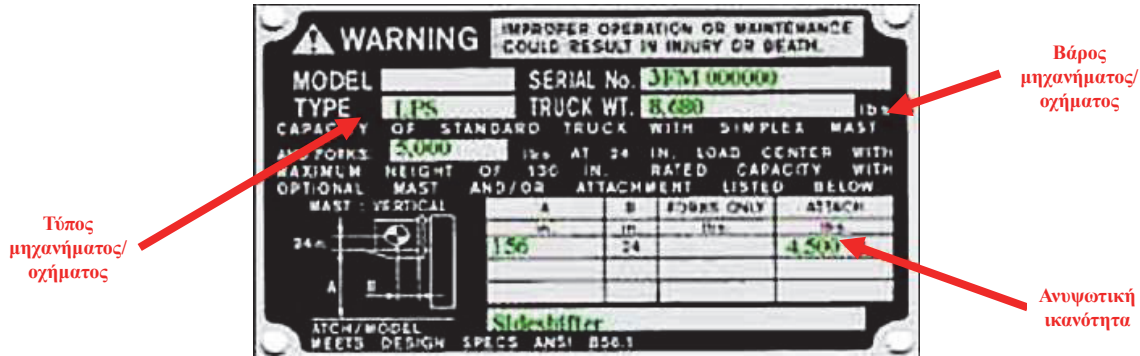 WARNING
IMPROPER OPERATION OR MAINTENANCE
COULD RESULT IN INJURY OR DEATH.
MODEL
SERIAL No. 3FM 000000
TYPE LPS TRUCK WT. 8,680 lbs
CAPACITY OF STANDARD TRUCK WITH SIMPLEX MAST
AND FORKS 5,000 lbs AT 24 IN. LOAD CENTER WITH
MAXIMUM HEIGHT OF 130 IN. RATED CAPACITY WITH
OPTIONAL MAST AND/OR ATTACHMENT LISTED BELOW
MAST : VERTICAL
A B FORKS ONLY ATTACH
in. in. lbs. lbs.
24 in.
156 24 4,500
A
B
Sideshifter
ATCH/MODEL
MEETS DESIGN SPECS ANSI B56.1
Βάρος
μηχανήματος/
οχήματος
Τύπος
μηχανήματος/
οχήματος
Ανυψωτική
ικανότητα